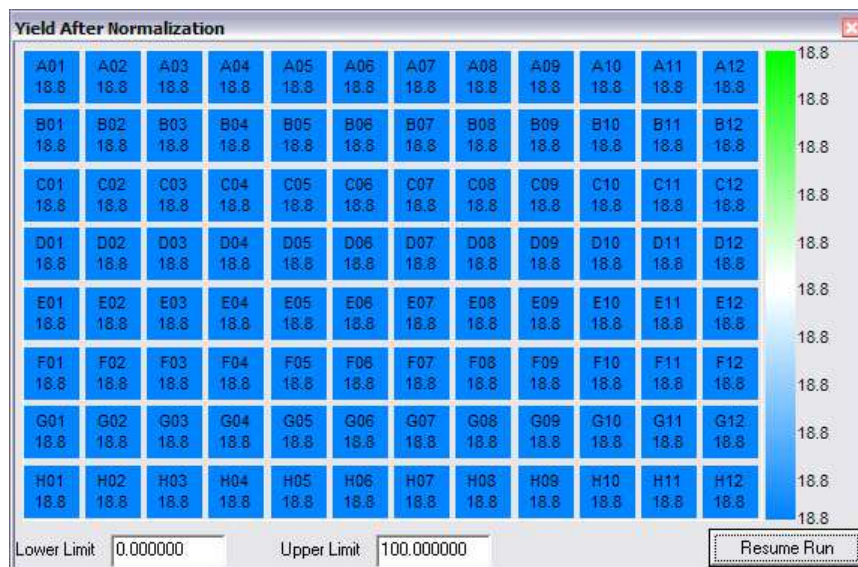 Yield After Normalization
A01 A02 A03 A04 A05 A06 A07 A08 A09 A10 A11 A12
18.8 18.8 18.8 18.8 18.8 18.8 18.8 18.8 18.8 18.8 18.8 18.8
B01 B02 B03 B04 B05 B06 B07 B08 B09 B10 B11 B12
18.8 18.8 18.8 18.8 18.8 18.8 18.8 18.8 18.8 18.8 18.8 18.8
C01 C02 C03 C04 C05 C06 C07 C08 C09 C10 C11 C12
18.8 18.8 18.8 18.8 18.8 18.8 18.8 18.8 18.8 18.8 18.8 18.8
D01 D02 D03 D04 D05 D06 D07 D08 D09 D10 D11 D12
18.8 18.8 18.8 18.8 18.8 18.8 18.8 18.8 18.8 18.8 18.8 18.8
E01 E02 E03 E04 E05 E06 E07 E08 E09 E10 E11 E12
18.8 18.8 18.8 18.8 18.8 18.8 18.8 18.8 18.8 18.8 18.8 18.8
F01 F02 F03 F04 F05 F06 F07 F08 F09 F10 F11 F12
18.8 18.8 18.8 18.8 18.8 18.8 18.8 18.8 18.8 18.8 18.8 18.8
G01 G02 G03 G04 G05 G06 G07 G08 G09 G10 G11 G12
18.8 18.8 18.8 18.8 18.8 18.8 18.8 18.8 18.8 18.8 18.8 18.8
H01 H02 H03 H04 H05 H06 H07 H08 H09 H10 H11 H12
18.8 18.8 18.8 18.8 18.8 18.8 18.8 18.8 18.8 18.8 18.8 18.8
18.8
18.8
18.8
18.8
18.8
18.8
18.8
18.8
18.8
18.8
18.8
Lower Limit 0.000000 Upper Limit 100.000000 Resume Run